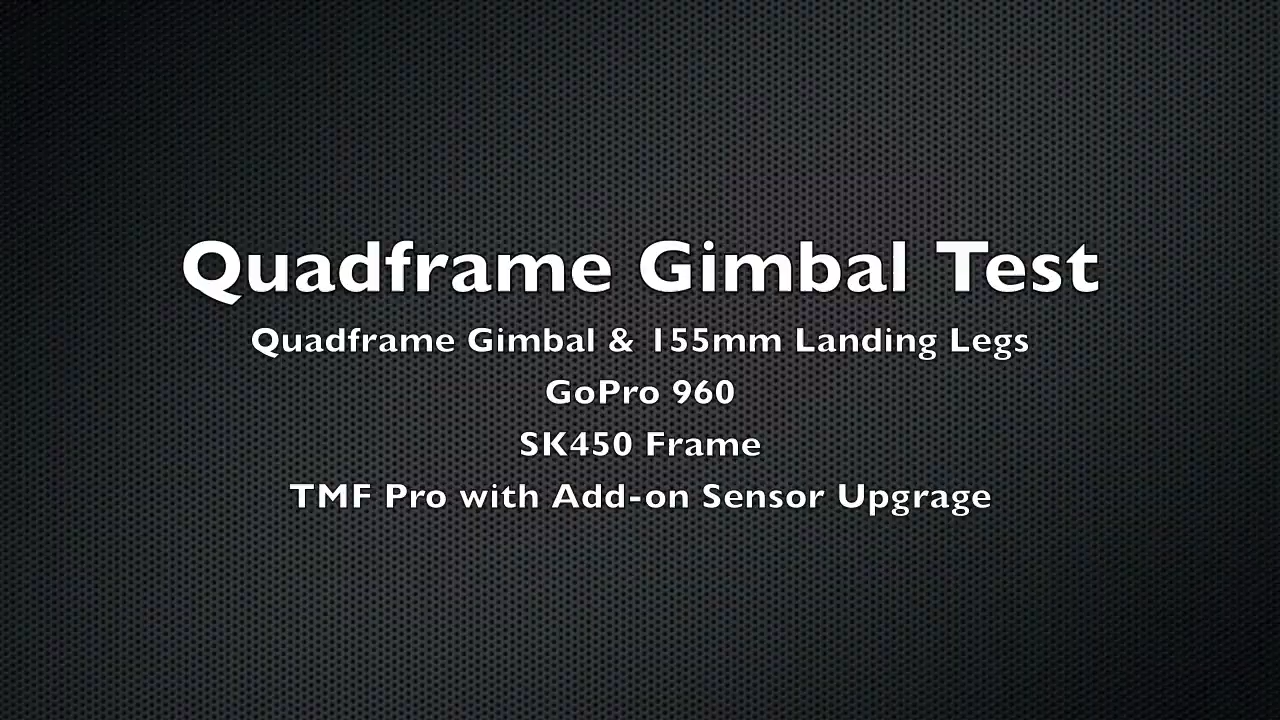 Quadframe Gimbal Test
Quadframe Gimbal & 155mm Landing Legs
GoPro 960
SK450 Frame
TMF Pro with Add-on Sensor Upgrage